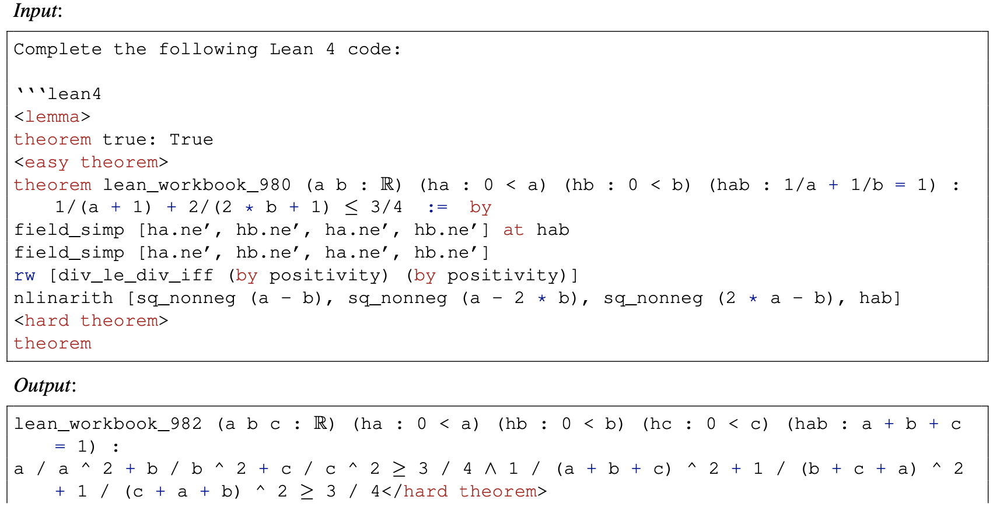 Input:
Complete the following Lean 4 code:
‵‵‵lean4
<lemma>
theorem true: True
<easy theorem>
theorem lean_workbook_980 (a b : ℝ) (ha : 0 < a) (hb : 0 < b) (hab : 1/a + 1/b = 1) :
1/(a + 1) + 2/(2 * b + 1) ≤ 3/4  :=  by
field_simp [ha.ne′, hb.ne′, ha.ne′, hb.ne′] at hab
field_simp [ha.ne′, hb.ne′, ha.ne′, hb.ne′]
rw [div_le_div_iff (by positivity) (by positivity)]
nlinarith [sq_nonneg (a - b), sq_nonneg (a - 2 * b), sq_nonneg (2 * a - b), hab]
<hard theorem>
theorem
Output:
lean_workbook_982 (a b c : ℝ) (ha : 0 < a) (hb : 0 < b) (hc : 0 < c) (hab : a + b + c
= 1) :
a / a ^ 2 + b / b ^ 2 + c / c ^ 2 ≥ 3 / 4 ∧ 1 / (a + b + c) ^ 2 + 1 / (b + c + a) ^ 2
+ 1 / (c + a + b) ^ 2 ≥ 3 / 4</hard theorem>